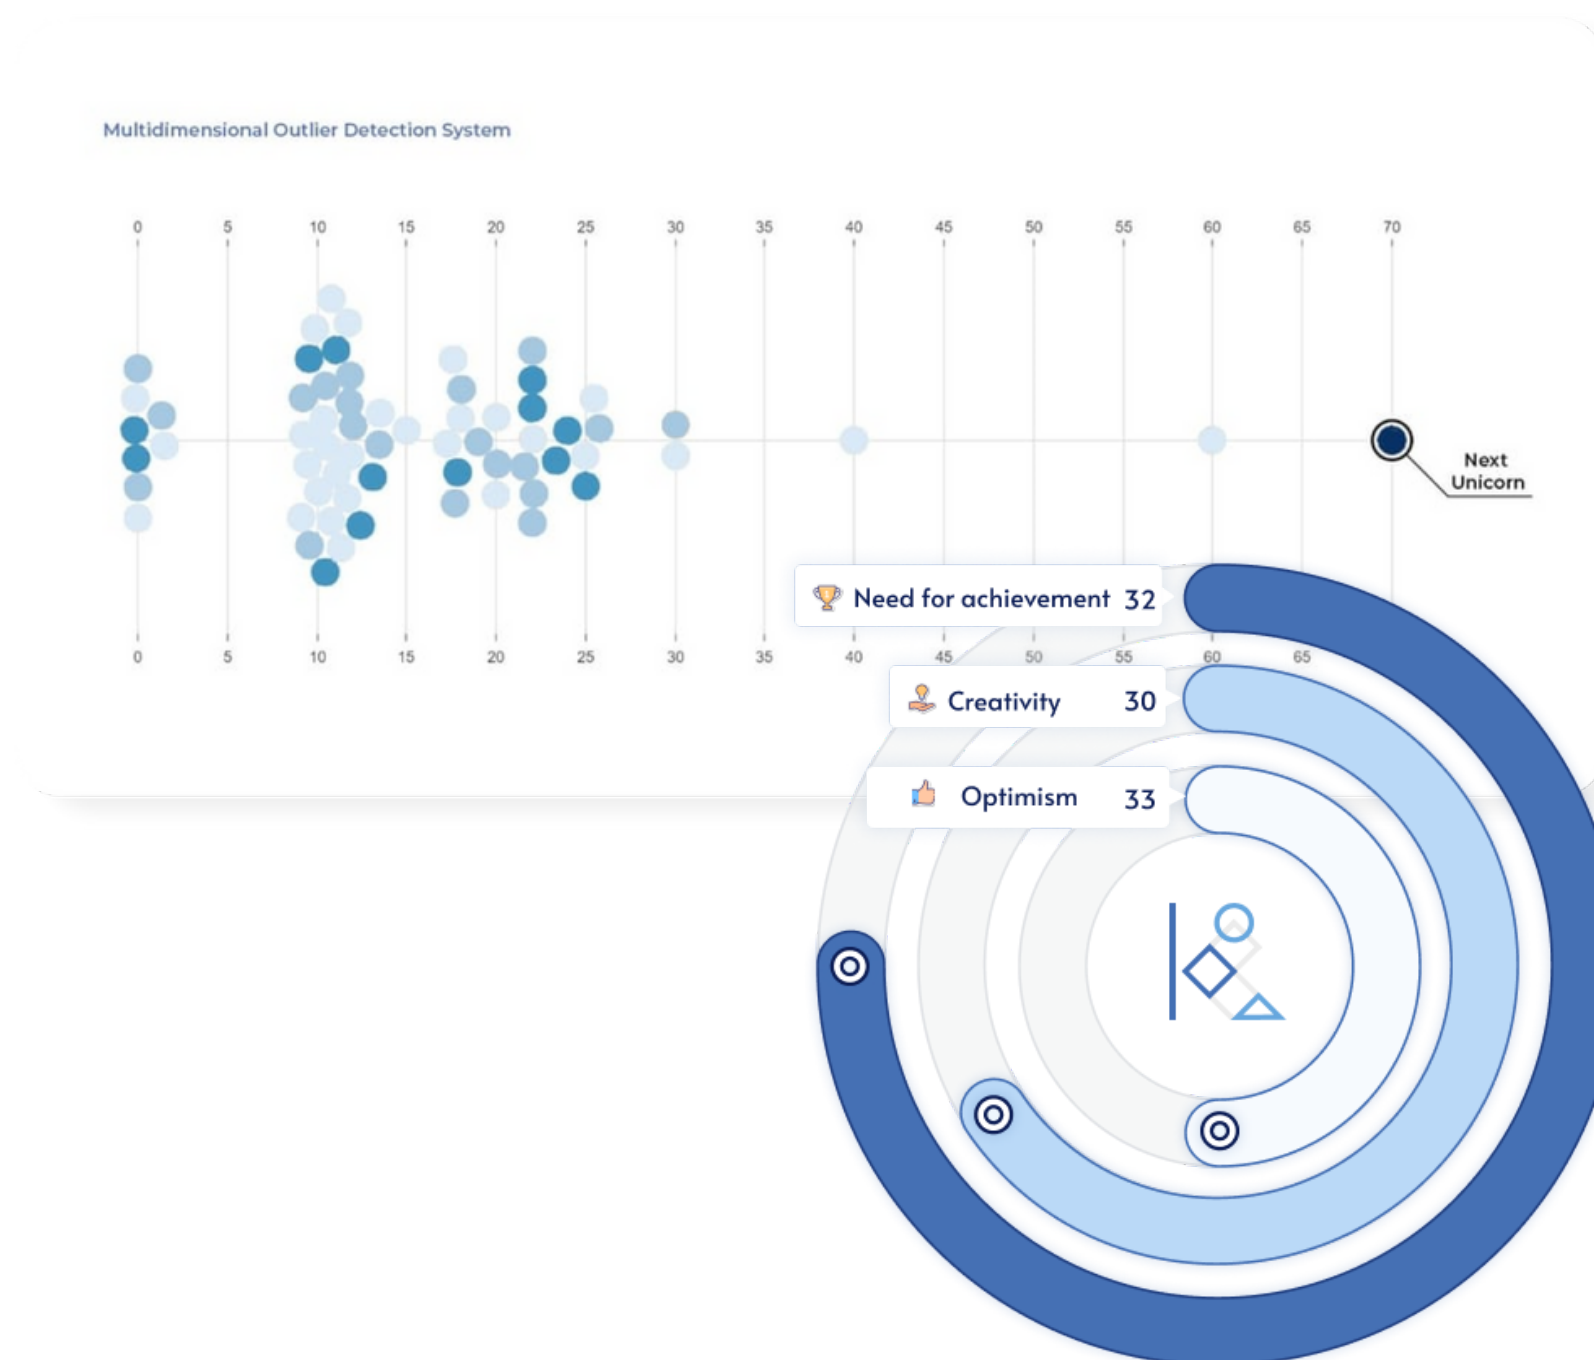 Multidimensional Outlier Detection System
0 5 10 15 20 25 30 35 40 45 50 55 60 65 70
Next
Unicorn
Need for achievement 32
0 5 10 15 20 25 30 35 40 45 50 55 60 65
Creativity 30
Optimism 33